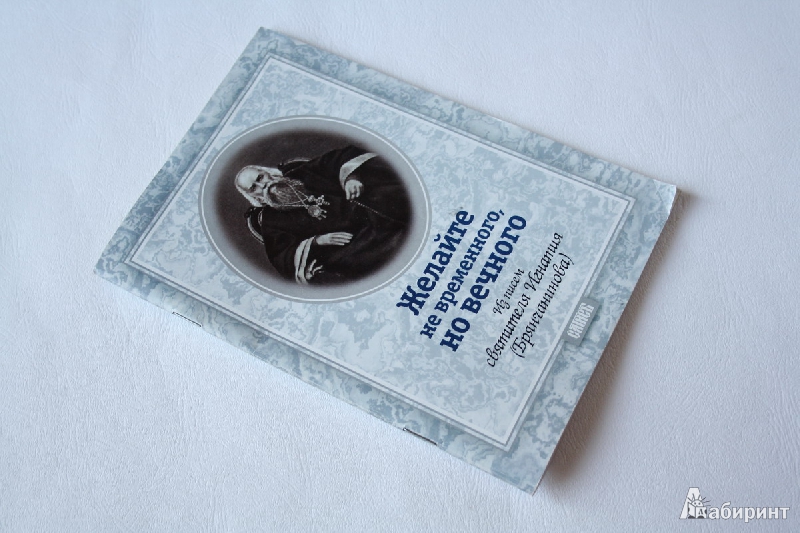 Желайте
не временного,
но вечного
Из писем
святителя Игнатия
(Брянчанинова)
Лабиринт